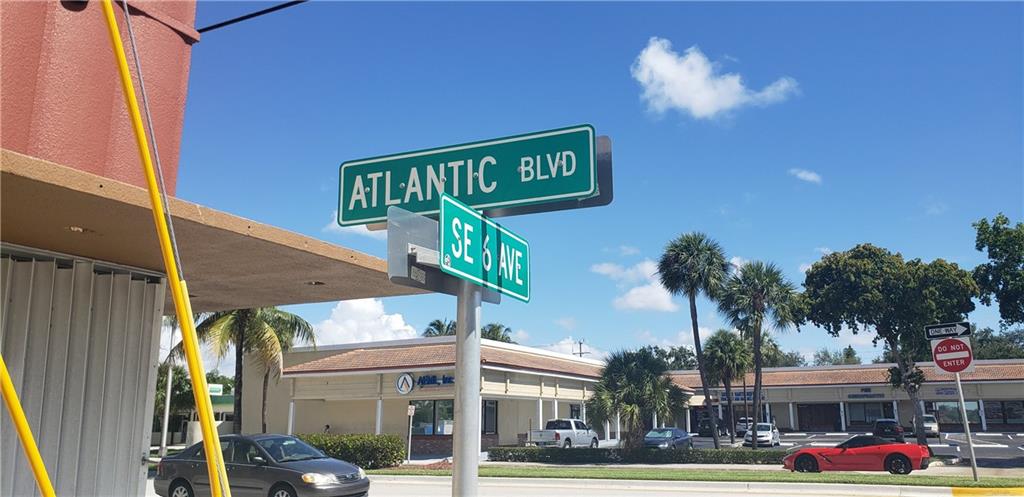 ATLANTIC BLVD
SE 6 AVE
ONE WAY
DO NOT
ENTER